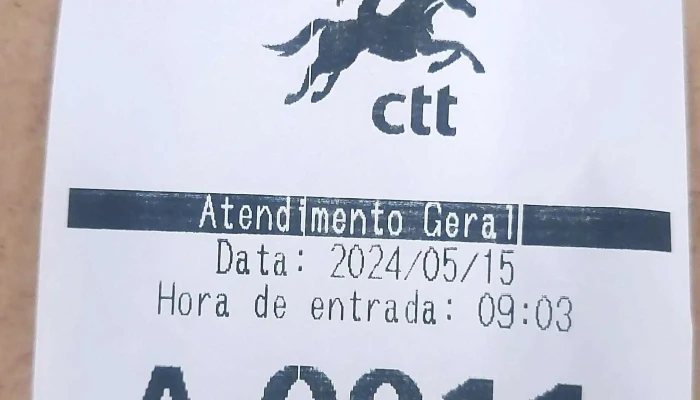 ctt
Atendimento Geral
Data: 2024/05/15
Hora de entrada: 09:03